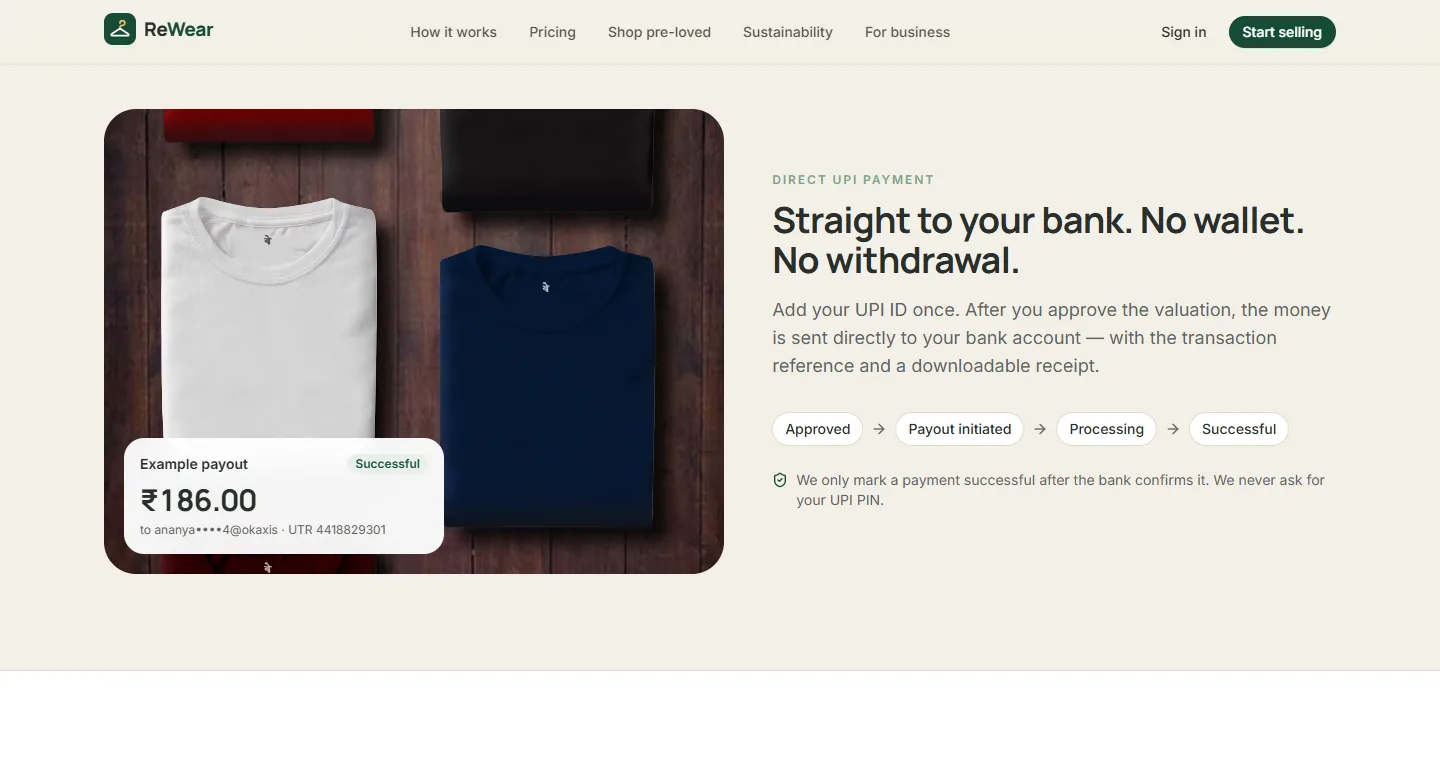 ReWear
How it works
Pricing
Shop pre-loved
Sustainability
For business
Sign in
Start selling
बे
बे
Example payout
Successful
₹186.00
to ananya••••4@okaxis · UTR 4418829301
बे
DIRECT UPI PAYMENT
Straight to your bank. No wallet.
No withdrawal.
Add your UPI ID once. After you approve the valuation, the money
is sent directly to your bank account — with the transaction
reference and a downloadable receipt.
Approved → Payout initiated → Processing → Successful
We only mark a payment successful after the bank confirms it. We never ask for
your UPI PIN.